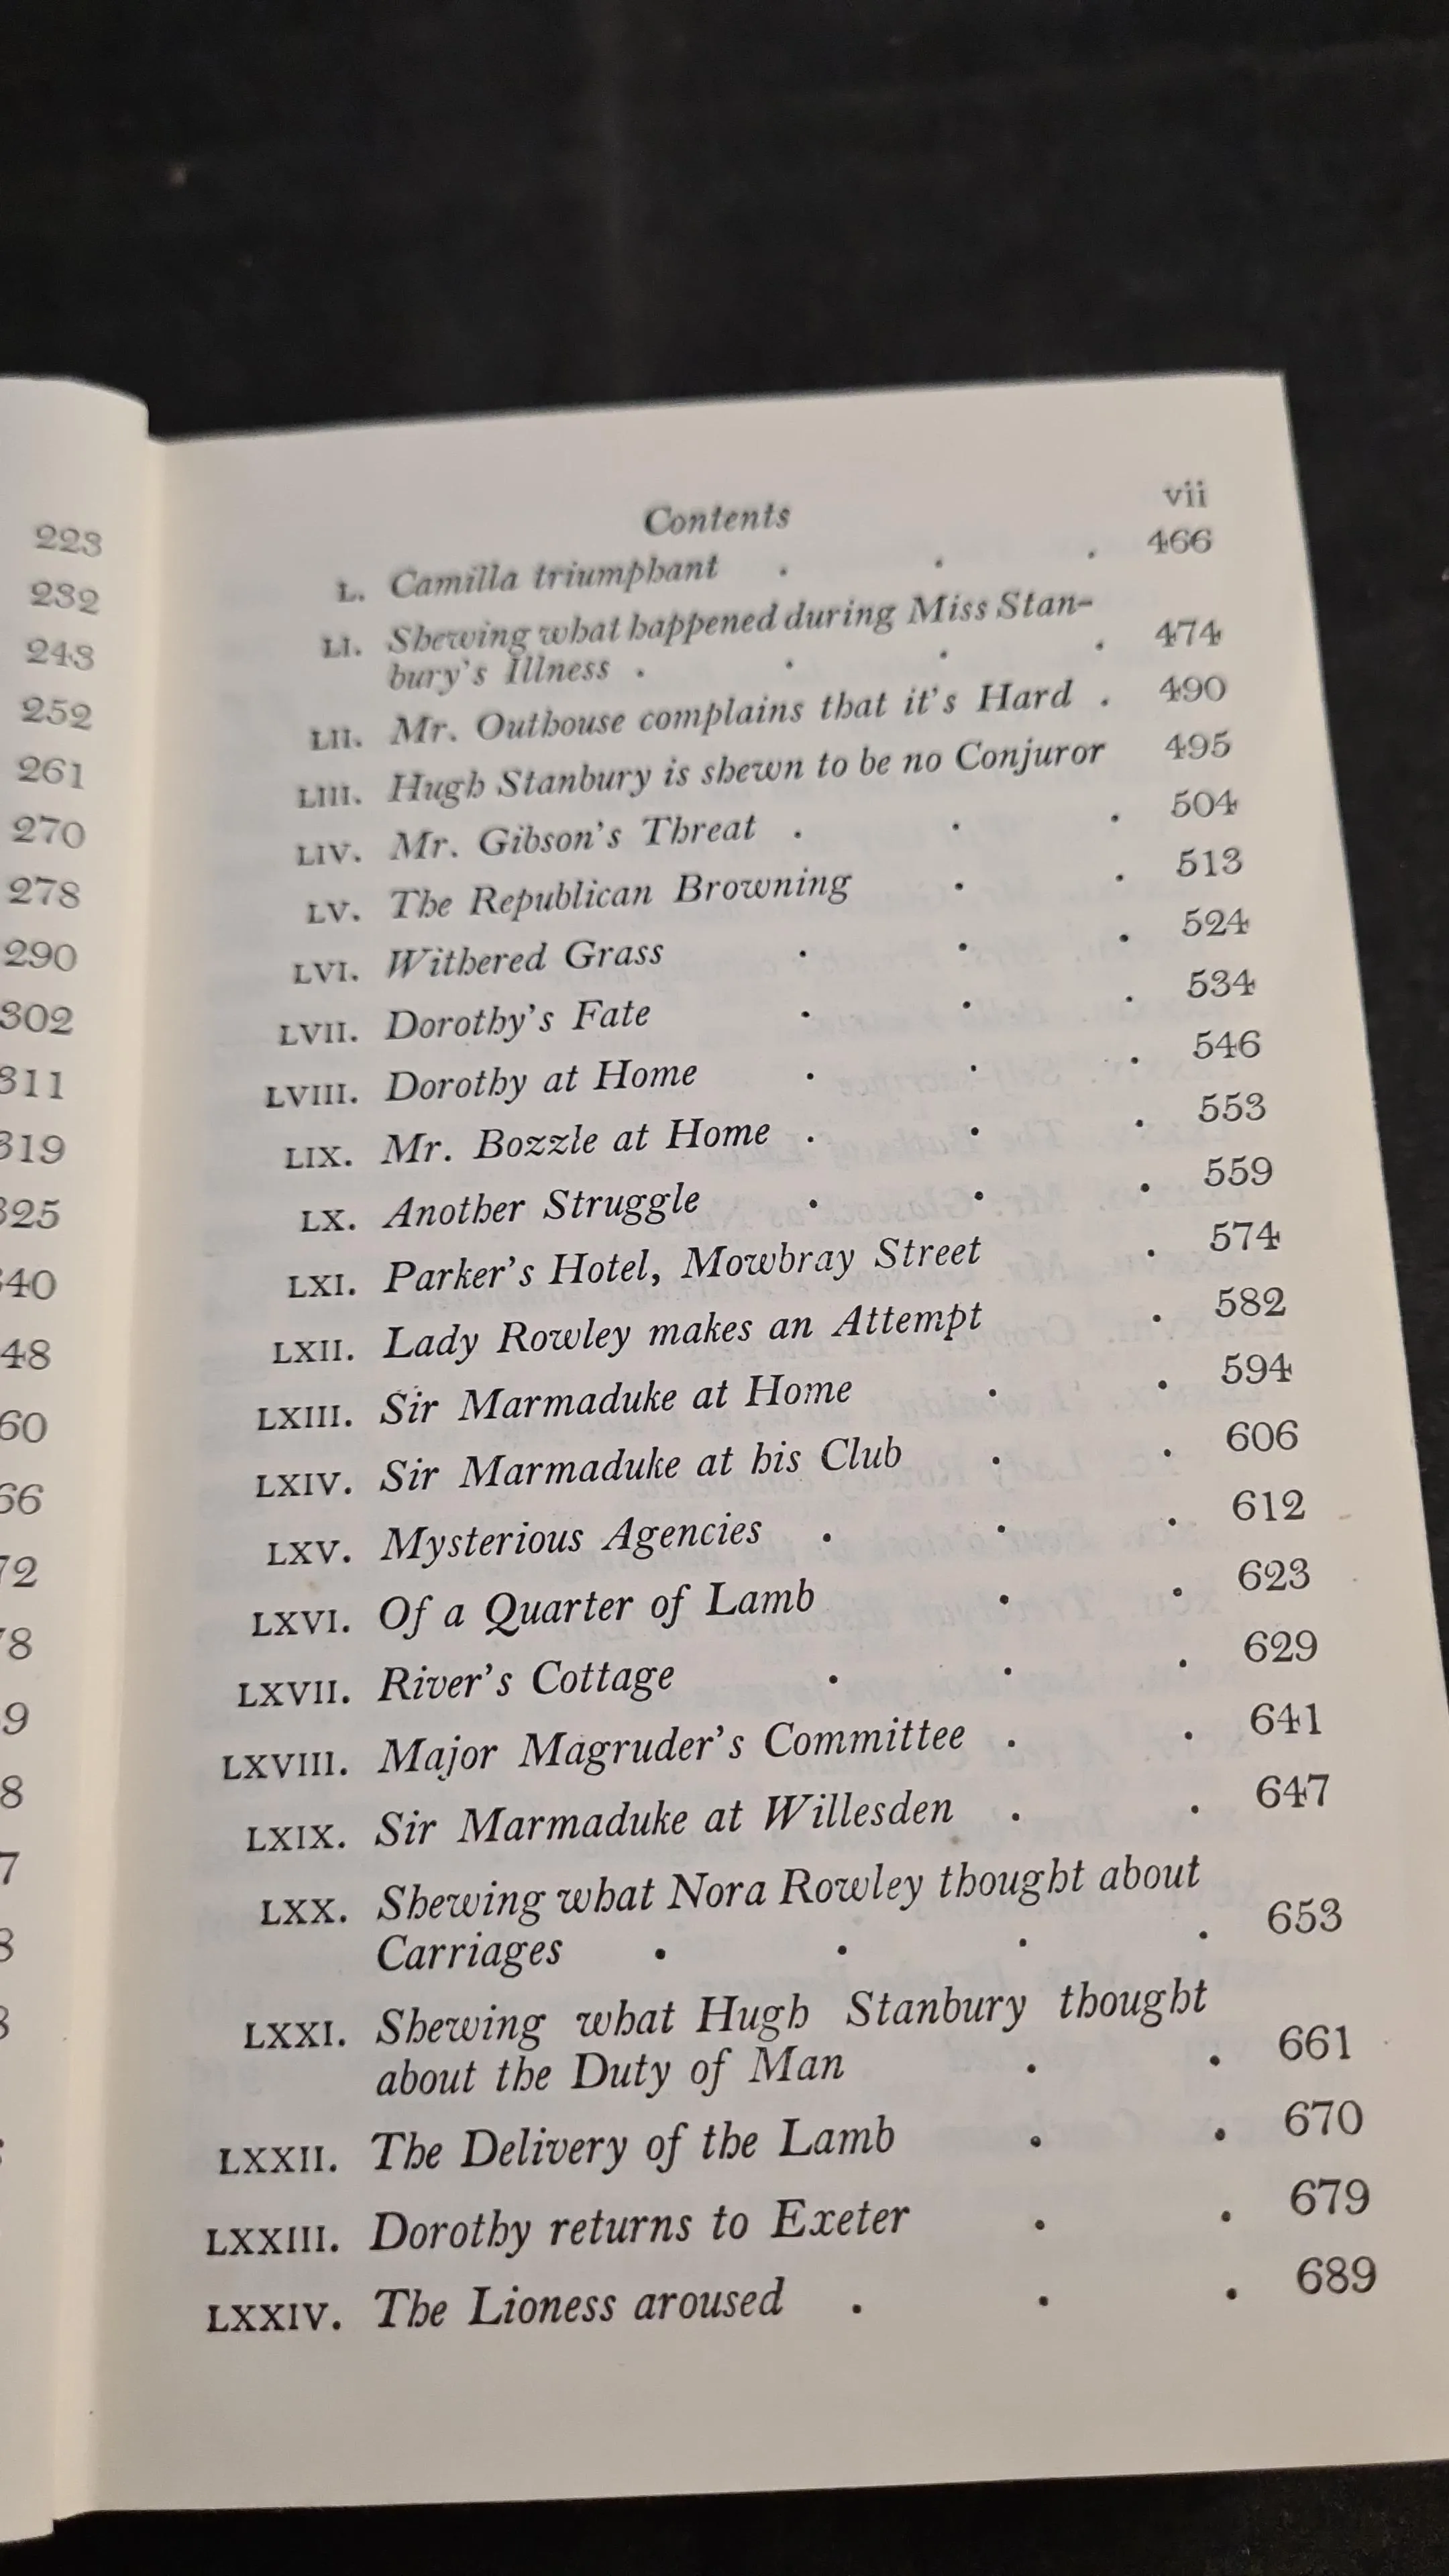 223
232
243
252
261
270
278
290
302
311
319
325
Contents vii
L. Camilla triumphant . . . 466
LI. Shewing what happened during Miss Stan-
bury's Illness . . . . 474
LII. Mr. Outhouse complains that it's Hard . 490
LIII. Hugh Stanbury is shewn to be no Conjuror 495
LIV. Mr. Gibson's Threat . . . 504
LV. The Republican Browning . . 513
LVI. Withered Grass . . . 524
LVII. Dorothy's Fate . . . 534
LVIII. Dorothy at Home . . . 546
LIX. Mr. Bozzle at Home . . . 553
LX. Another Struggle . . . 559
LXI. Parker's Hotel, Mowbray Street . 574
LXII. Lady Rowley makes an Attempt . 582
LXIII. Sir Marmaduke at Home . . 594
LXIV. Sir Marmaduke at his Club . . 606
LXV. Mysterious Agencies . . . 612
LXVI. Of a Quarter of Lamb . . 623
LXVII. River's Cottage . . . 629
LXVIII. Major Magruder's Committee . . 641
LXIX. Sir Marmaduke at Willesden . . 647
LXX. Shewing what Nora Rowley thought about
Carriages . . . . 653
LXXI. Shewing what Hugh Stanbury thought
about the Duty of Man . . 661
LXXII. The Delivery of the Lamb . . 670
LXXIII. Dorothy returns to Exeter . . 679
LXXIV. The Lioness aroused . . . 689